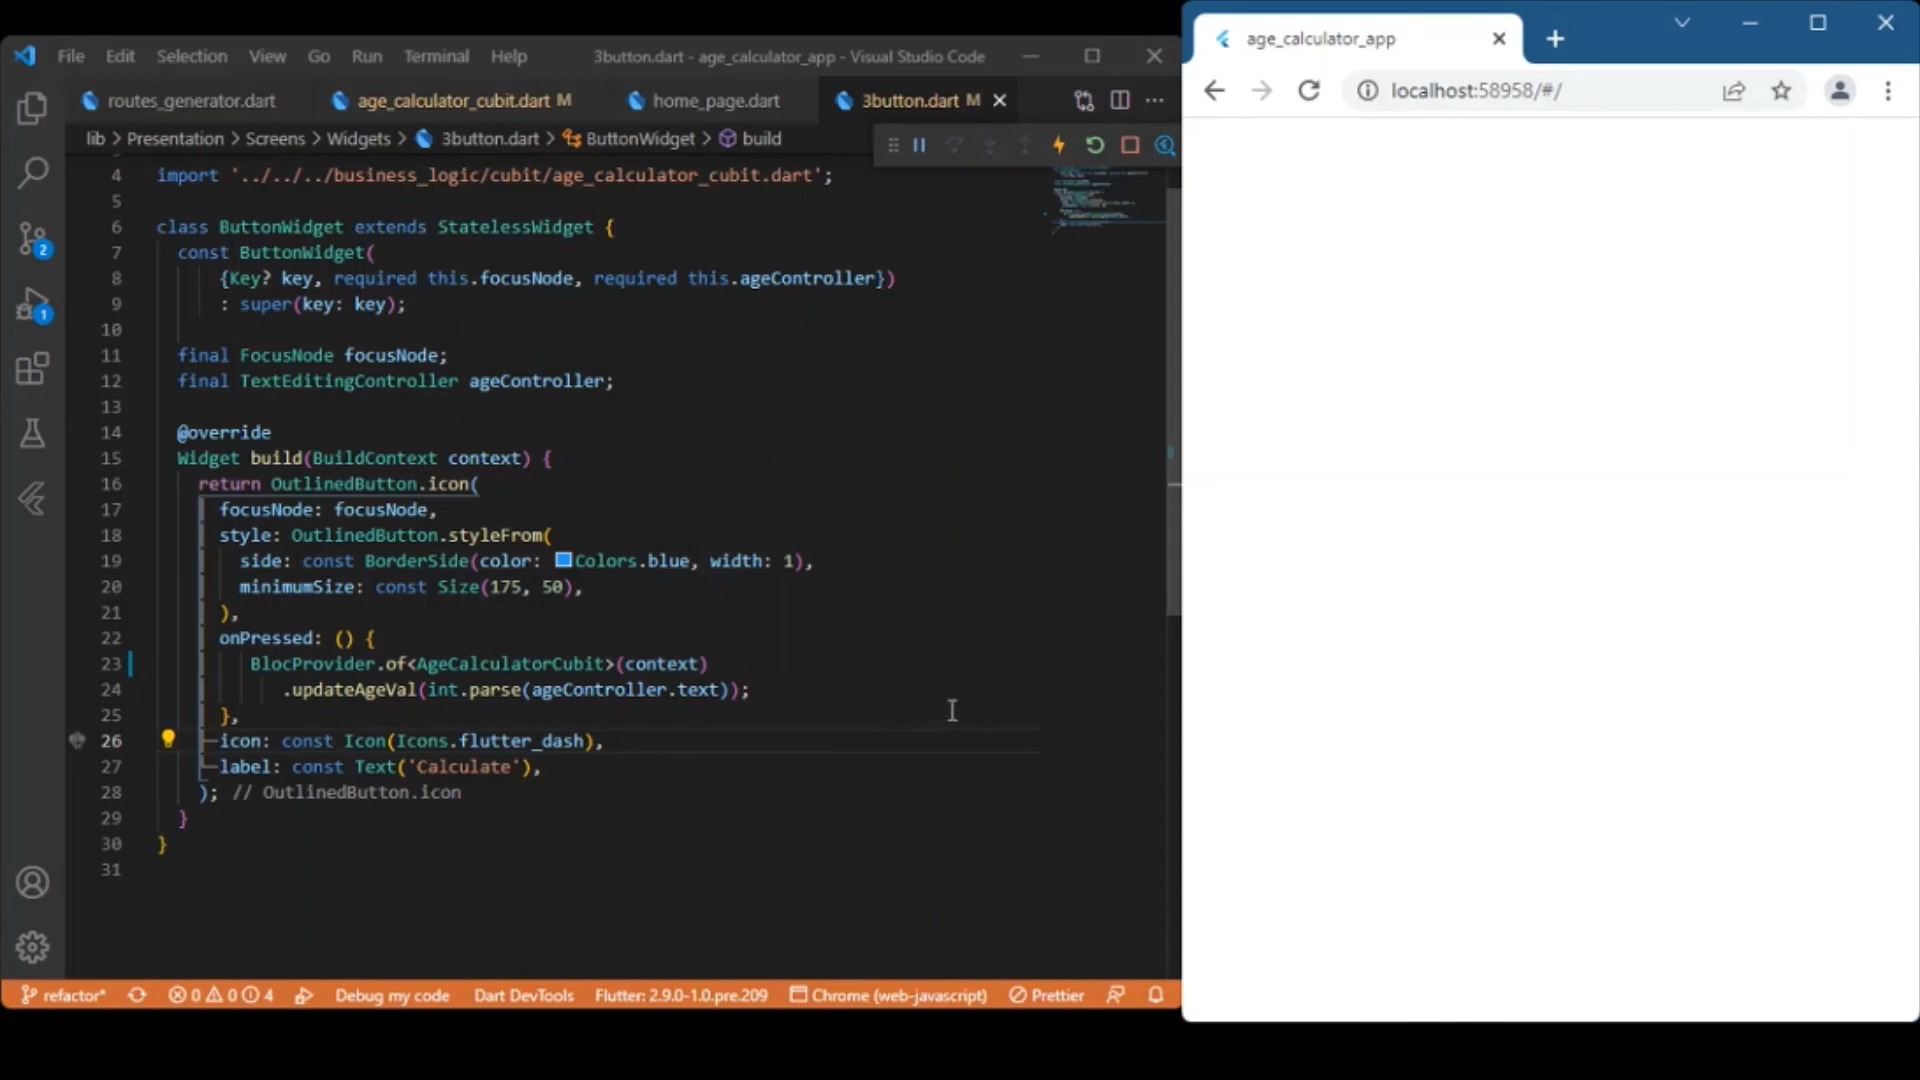 File Edit Selection View Go Run Terminal Help 3button.dart - age_calculator_app - Visual Studio Code
routes_generator.dart age_calculator_cubit.dart M home_page.dart 3button.dart M
lib > Presentation > Screens > Widgets > 3button.dart > ButtonWidget > build
4 import '../../../business_logic/cubit/age_calculator_cubit.dart';
5
6 class ButtonWidget extends StatelessWidget {
7 const ButtonWidget(
8 {Key? key, required this.focusNode, required this.ageController})
9 : super(key: key);
10
11 final FocusNode focusNode;
12 final TextEditingController ageController;
13
14 @override
15 Widget build(BuildContext context) {
16 return OutlinedButton.icon(
17 focusNode: focusNode,
18 style: OutlinedButton.styleFrom(
19 side: const BorderSide(color: Colors.blue, width: 1),
20 minimumSize: const Size(175, 50),
21 ),
22 onPressed: () {
23 BlocProvider.of<AgeCalculatorCubit>(context)
24 .updateAgeVal(int.parse(ageController.text));
25 },
26 icon: const Icon(Icons.flutter_dash),
27 label: const Text('Calculate'),
28 ); // OutlinedButton.icon
29 }
30 }
31
2
1
refactor* 0 0 4 Debug my code Dart DevTools Flutter: 2.9.0-1.0.pre.209 Chrome (web-javascript) Prettier
age_calculator_app
localhost:58958/#/